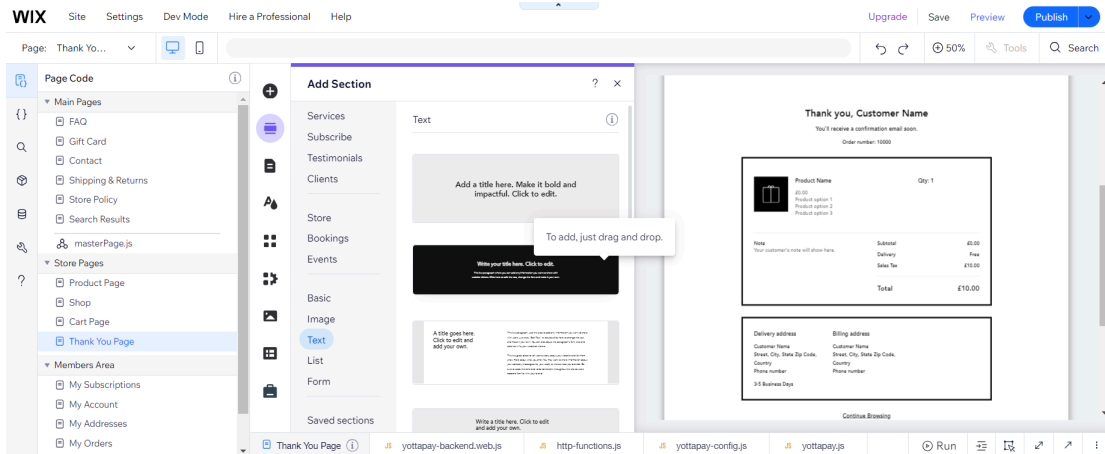 WIX Site Settings Dev Mode Hire a Professional Help Upgrade Save Preview Publish
Page: Thank Yo... 50% Tools Search
Page Code
Main Pages
FAQ
Gift Card
Contact
Shipping & Returns
Store Policy
Search Results
masterPage.js
Store Pages
Product Page
Shop
Cart Page
Thank You Page
Members Area
My Subscriptions
My Account
My Addresses
My Orders
Add Section ?
Services
Subscribe
Testimonials
Clients
Store
Bookings
Events
Basic
Image
Text
List
Form
Saved sections
Text
Add a title here. Make it bold and
impactful. Click to edit.
To add, just drag and drop.
Write your title here. Click to edit.
A title goes here.
Click to edit and
add your own.
Write a title here. Click to edit
and add your own.
Thank you, Customer Name
You'll receive a confirmation email soon.
Order number: 10000
Product Name Qty: 1
£0.00
Product option 1
Product option 2
Product option 3
Note
Your customer's note will show here.
Subtotal £0.00
Delivery Free
Sales Tax £10.00
Total £10.00
Delivery address Billing address
Customer Name Customer Name
Street, City, State Zip Code, Street, City, State Zip Code,
Country Country
Phone number Phone number
3-5 Business Days
Continue Browsing
Thank You Page JS yottapay-backend.web.js JS http-functions.js JS yottapay-config.js JS yottapay.js Run